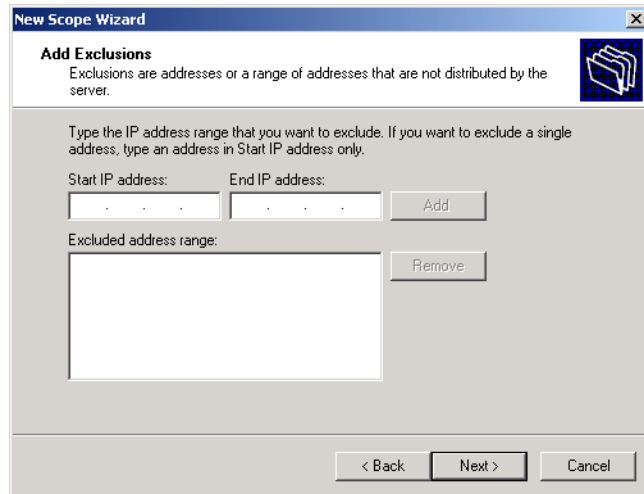 New Scope Wizard
Add Exclusions
Exclusions are addresses or a range of addresses that are not distributed by the
server.
Type the IP address range that you want to exclude. If you want to exclude a single
address, type an address in Start IP address only.
Start IP address: End IP address:
Add
Excluded address range:
Remove
< Back Next > Cancel